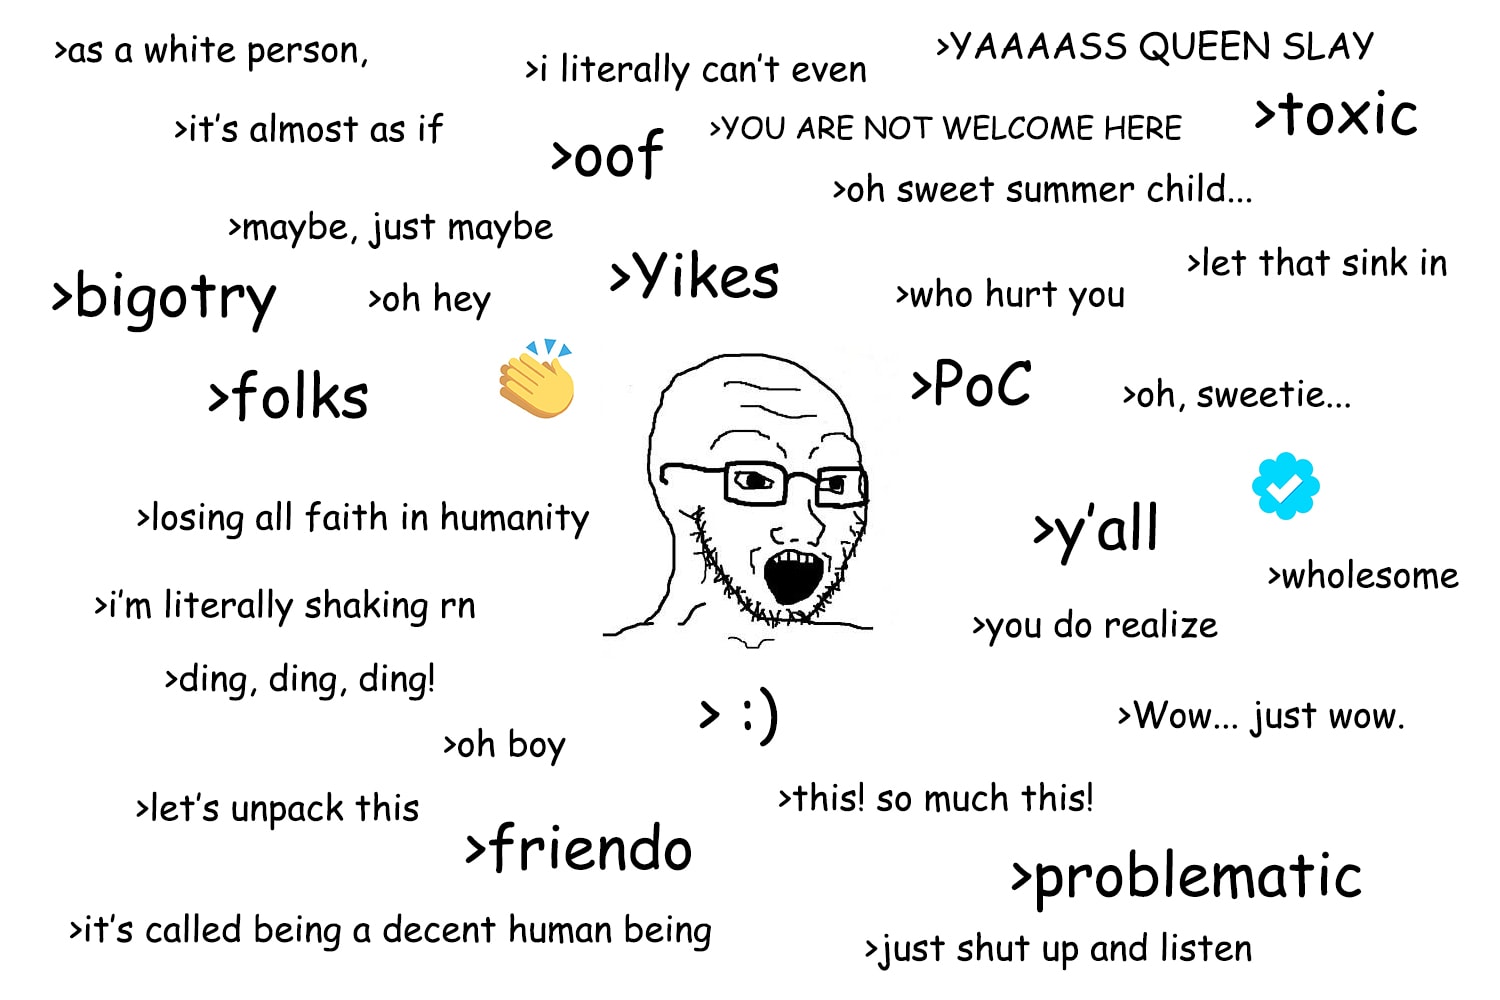 >as a white person,
>i literally can't even
>YAAAASS QUEEN SLAY
>it's almost as if
>oof
>YOU ARE NOT WELCOME HERE
>toxic
>oh sweet summer child...
>maybe, just maybe
>let that sink in
>bigotry
>oh hey
>Yikes
>who hurt you
>folks
>PoC
>oh, sweetie...
>losing all faith in humanity
>y'all
>wholesome
>i'm literally shaking rn
>you do realize
>ding, ding, ding!
> :)
>Wow... just wow.
>oh boy
>let's unpack this
>this! so much this!
>friendo
>problematic
>it's called being a decent human being
>just shut up and listen